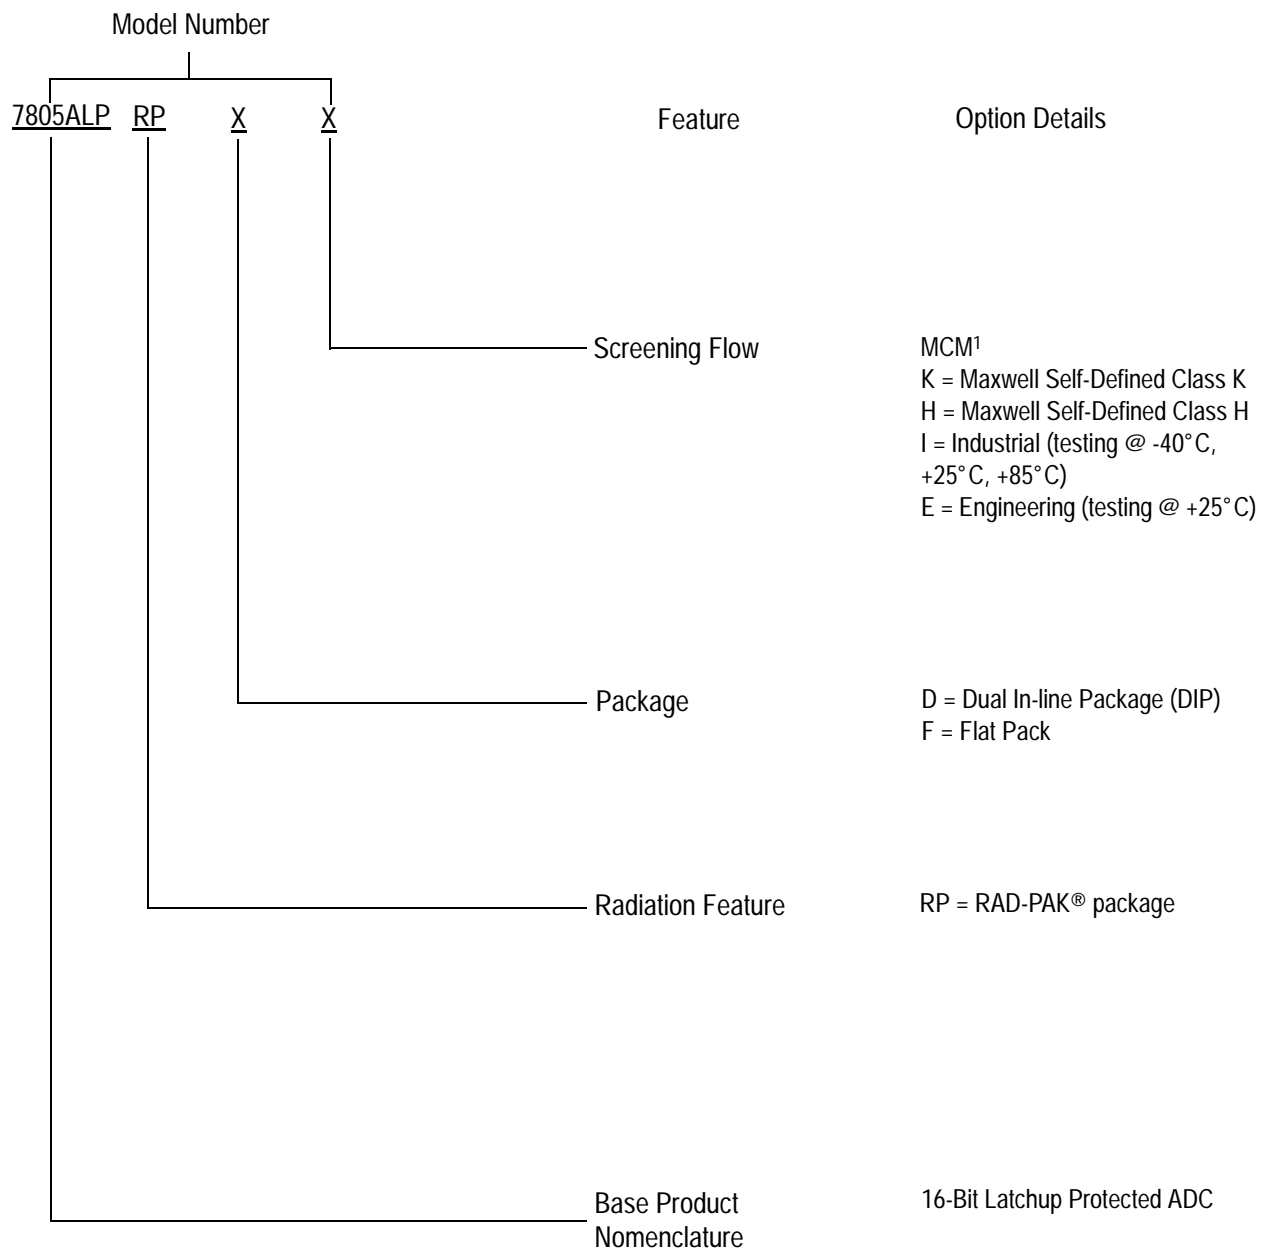 Model Number
7805ALP RP X X
Feature Option Details
Screening Flow
MCM1
K = Maxwell Self-Defined Class K
H = Maxwell Self-Defined Class H
I = Industrial (testing @ -40°C,
+25°C, +85°C)
E = Engineering (testing @ +25°C)
Package
D = Dual In-line Package (DIP)
F = Flat Pack
Radiation Feature
RP = RAD-PAK® package
Base Product
Nomenclature
16-Bit Latchup Protected ADC